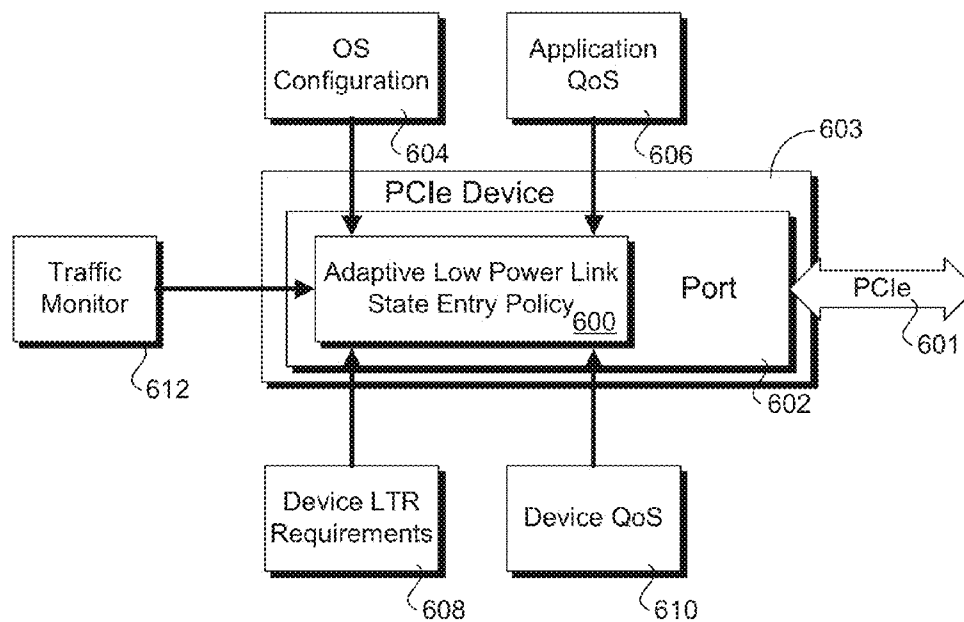 OS
Configuration
604
Application
QoS
606
603
PCIe Device
Traffic
Monitor
612
Adaptive Low Power Link
State Entry Policy
600
Port
PCIe
601
602
Device LTR
Requirements
608
Device QoS
610